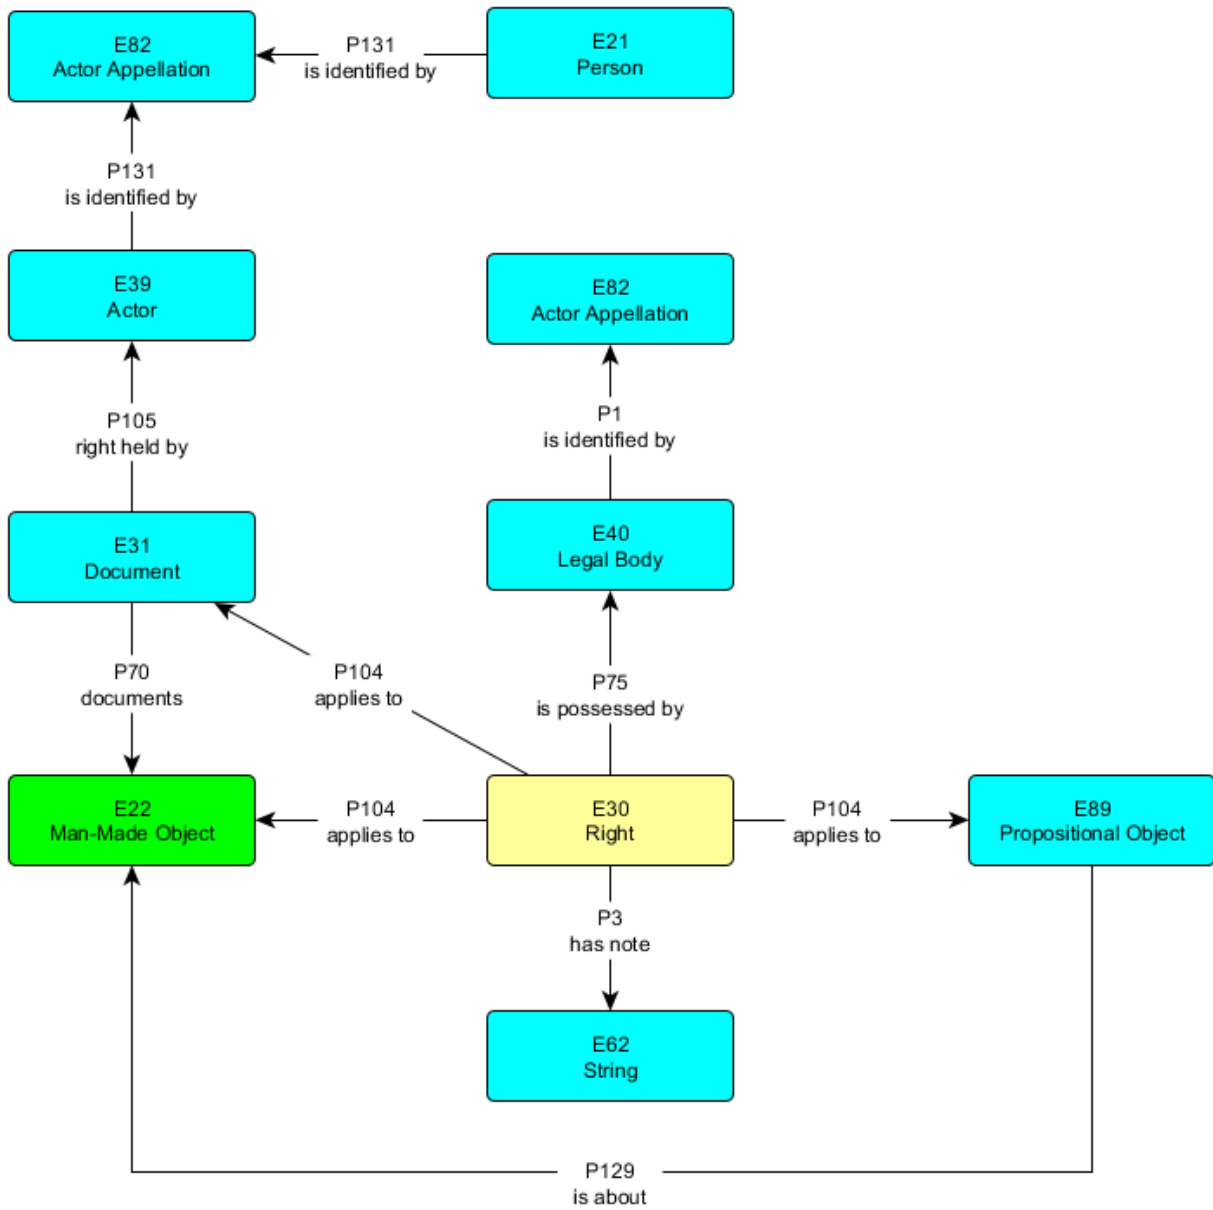 E82
Actor Appellation
P131
is identified by
E21
Person
P131
is identified by
E39
Actor
E82
Actor Appellation
P105
right held by
P1
is identified by
E31
Document
E40
Legal Body
P70
documents
P104
applies to
P75
is possessed by
E22
Man-Made Object
P104
applies to
E30
Right
P104
applies to
E89
Propositional Object
P3
has note
E62
String
P129
is about